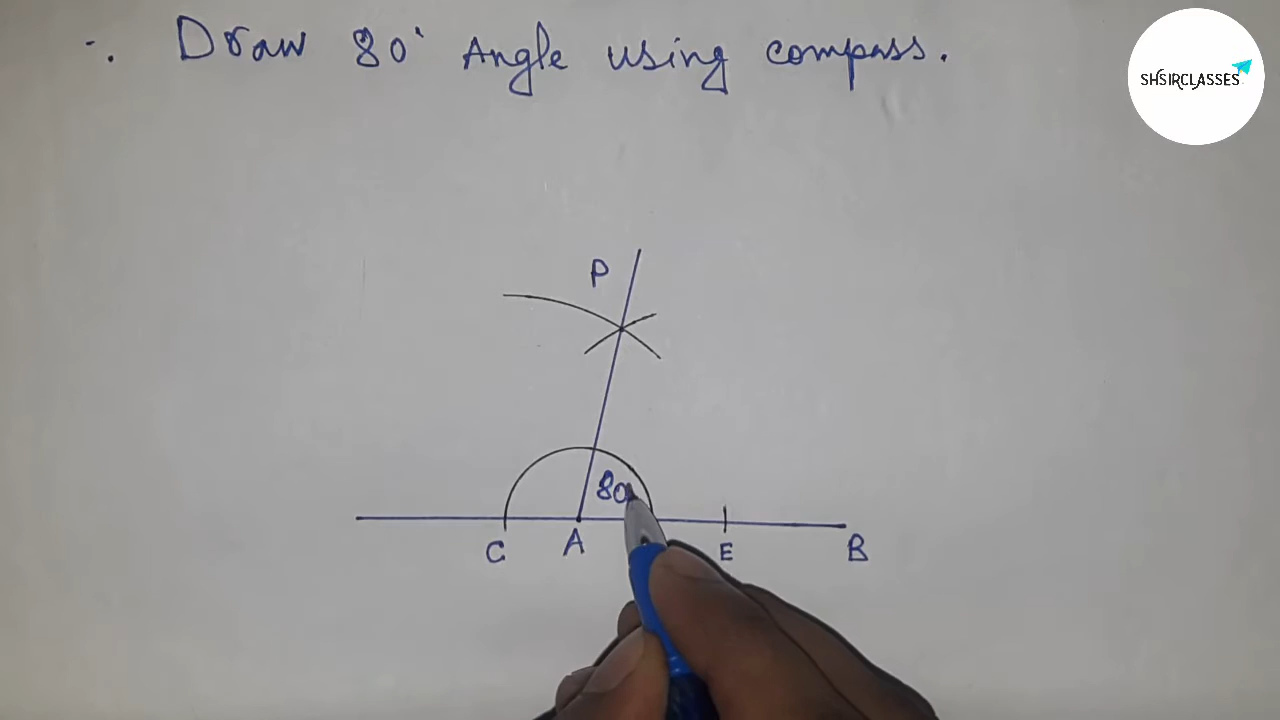 ∴ Draw 80° Angle using compass.
SHSIRCLASSES
P
80
C A E B